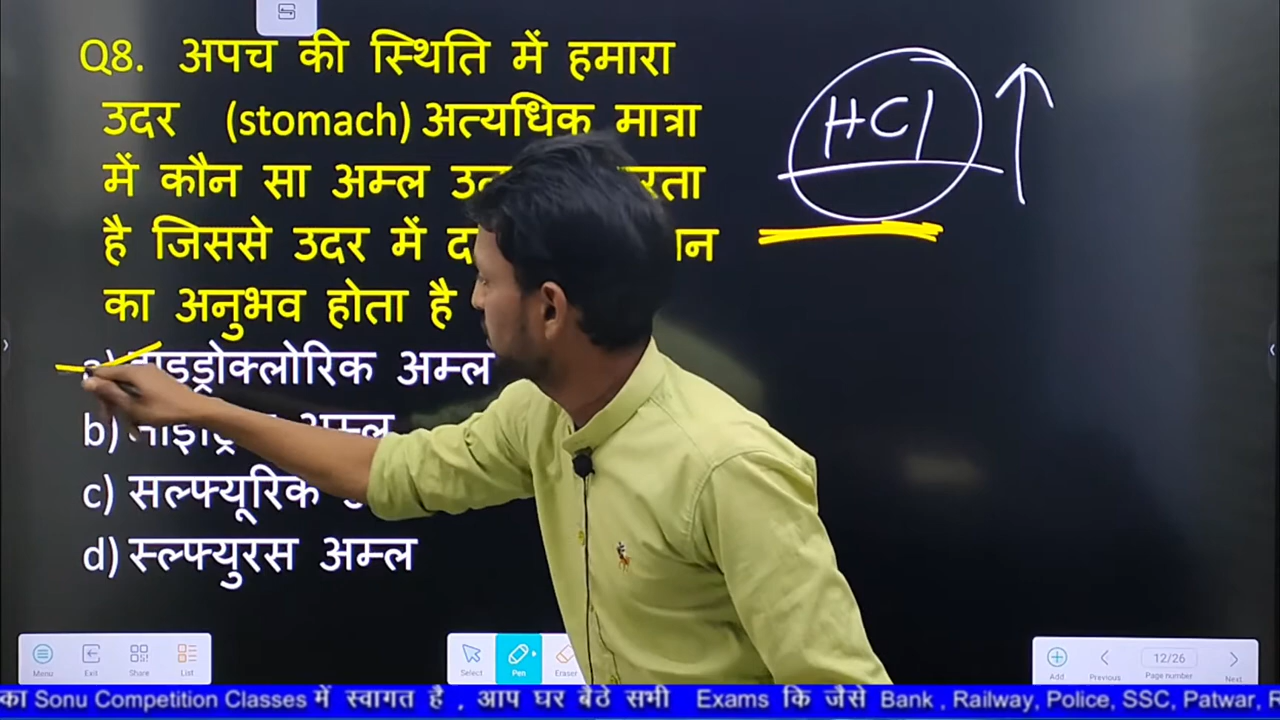 Q8. अपच की स्थिति में हमारा
उदर (stomach) अत्यधिक मात्रा
में कौन सा अम्ल
है जिससे उदर में
का अनुभव होता है
हाइड्रोक्लोरिक अम्ल
b) अम्ल
c) सल्फ्यूरिक
d) स्ल्फ्युरस अम्ल
HCl
Menu
Exit
Share
List
Select
Pen
Eraser
Add
Previous
12/26
Page number
Next
का Sonu Competition Classes में स्वागत है , आप घर बैठे सभी Exams कि जैसे Bank , Railway, Police, SSC, Patwar,